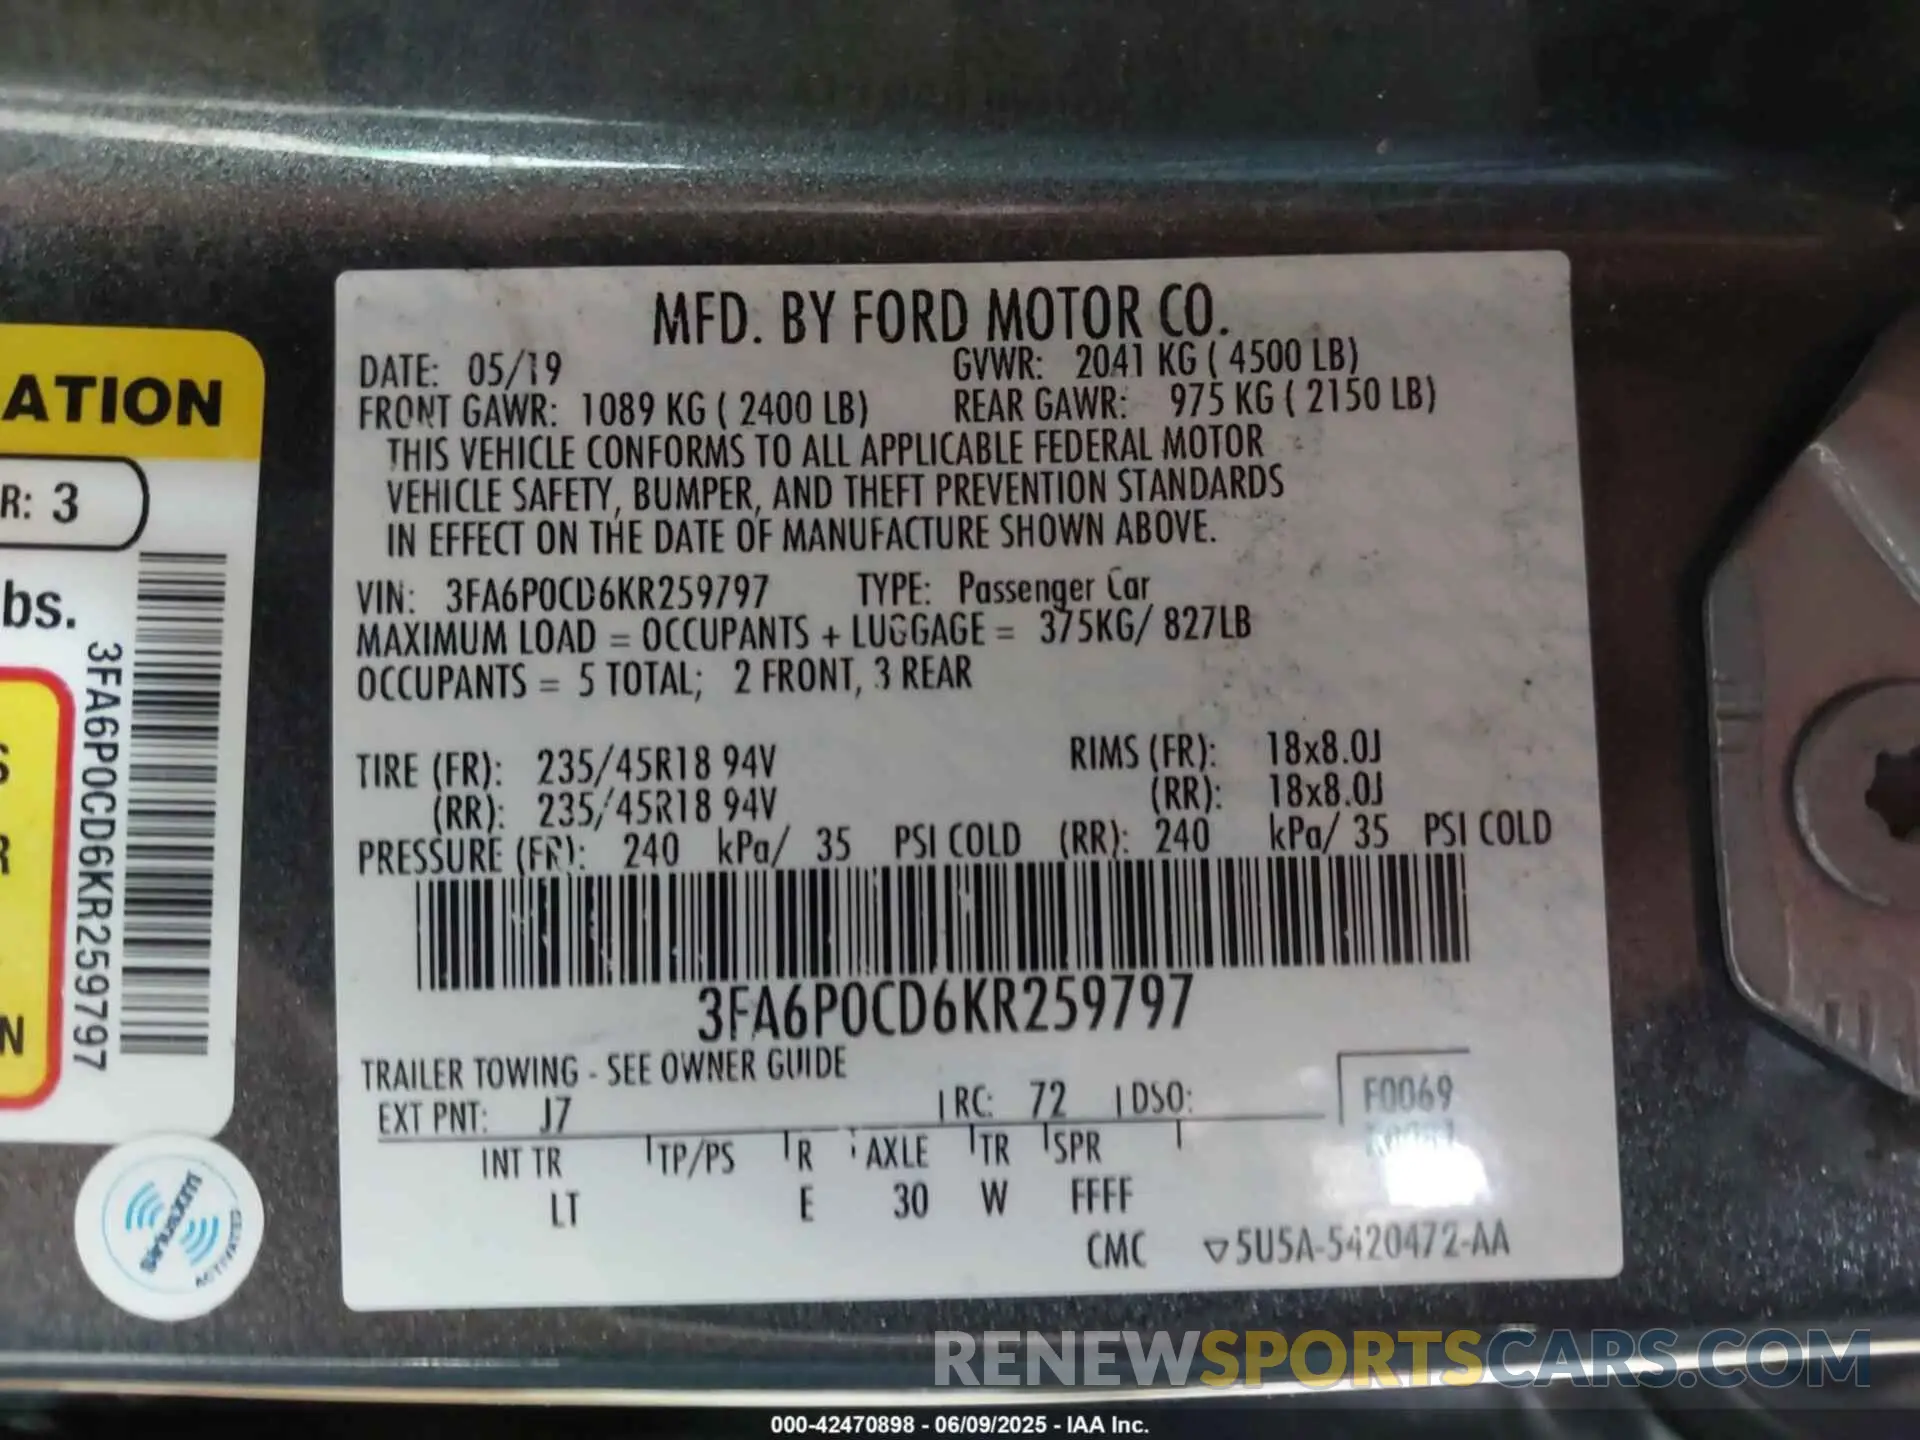 MFD. BY FORD MOTOR CO.
DATE: 05/19 GVWR: 2041 KG ( 4500 LB)
FRONT GAWR: 1089 KG ( 2400 LB) REAR GAWR: 975 KG ( 2150 LB)
THIS VEHICLE CONFORMS TO ALL APPLICABLE FEDERAL MOTOR
VEHICLE SAFETY, BUMPER, AND THEFT PREVENTION STANDARDS
IN EFFECT ON THE DATE OF MANUFACTURE SHOWN ABOVE.
VIN: 3FA6P0CD6KR259797 TYPE: Passenger Car
MAXIMUM LOAD = OCCUPANTS + LUGGAGE = 375KG/ 827LB
OCCUPANTS = 5 TOTAL; 2 FRONT, 3 REAR
TIRE (FR): 235/45R18 94V RIMS (FR): 18x8.0J
(RR): 235/45R18 94V (RR): 18x8.0J
PRESSURE (FR): 240 kPa/ 35 PSI COLD (RR): 240 kPa/ 35 PSI COLD
3FA6P0CD6KR259797
TRAILER TOWING - SEE OWNER GUIDE
EXT PNT: J7 RC: 72 DSO: F0069
INT TR TP/PS R AXLE TR SPR
LT E 30 W FFFF
CMC ▽5U5A-5420472-AA
ATION
R: 3
bs.
3FA6P0CD6KR259797
S
R
N
SIRIUSXM
ACTIVATED
RENEWSPORTSCARS.COM
000-42470898 - 06/09/2025 - IAA Inc.